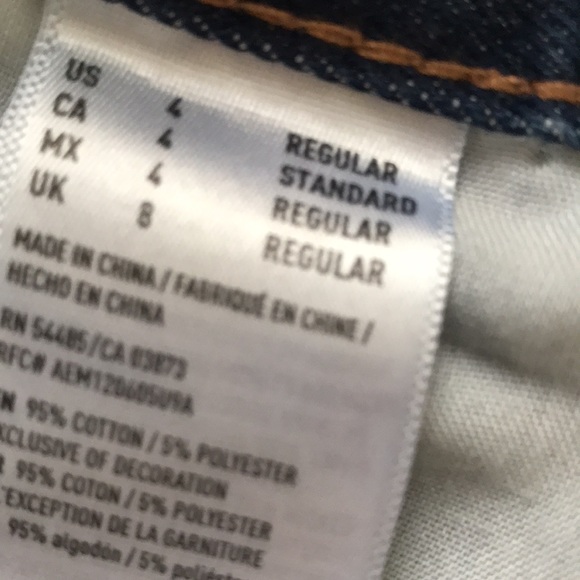 US 4 REGULAR
CA 4 STANDARD
MX 4 REGULAR
UK 8 REGULAR
MADE IN CHINA / FABRIQUÉ EN CHINE /
HECHO EN CHINA
RN 54485/CA 03873
RFC# AEM120605U9A
EN 95% COTTON / 5% POLYESTER
EXCLUSIVE OF DECORATION
95% COTON / 5% POLYESTER
L'EXCEPTION DE LA GARNITURE
95% algodón / 5%